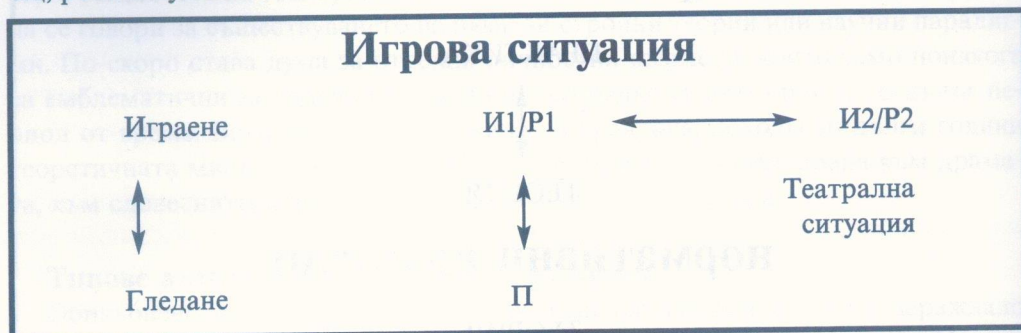 Игрова ситуация
Играене И1/Р1 И2/Р2
Театрална
ситуация
Гледане П